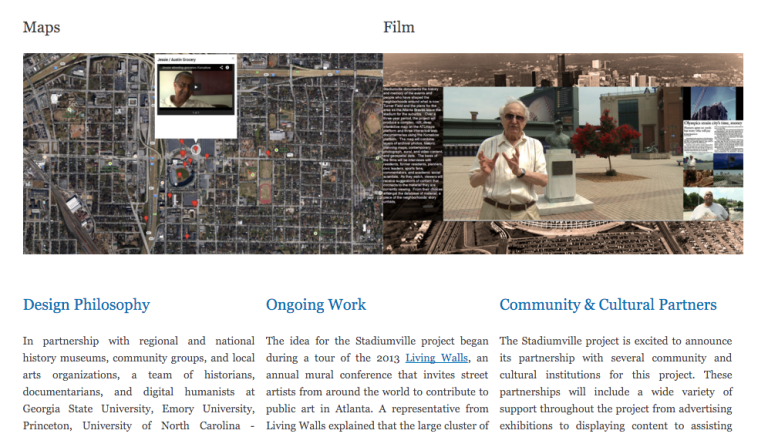 Maps
Film
Design Philosophy
In partnership with regional and national
history museums, community groups, and local
arts organizations, a team of historians,
documentarians, and digital humanists at
Georgia State University, Emory University,
Princeton, University of North Carolina -
Ongoing Work
The idea for the Stadiumville project began
during a tour of the 2013 Living Walls, an
annual mural conference that invites street
artists from around the world to contribute to
public art in Atlanta. A representative from
Living Walls explained that the large cluster of
Community & Cultural Partners
The Stadiumville project is excited to announce
its partnership with several community and
cultural institutions for this project. These
partnerships will include a wide variety of
support throughout the project from advertising
exhibitions to displaying content to assisting